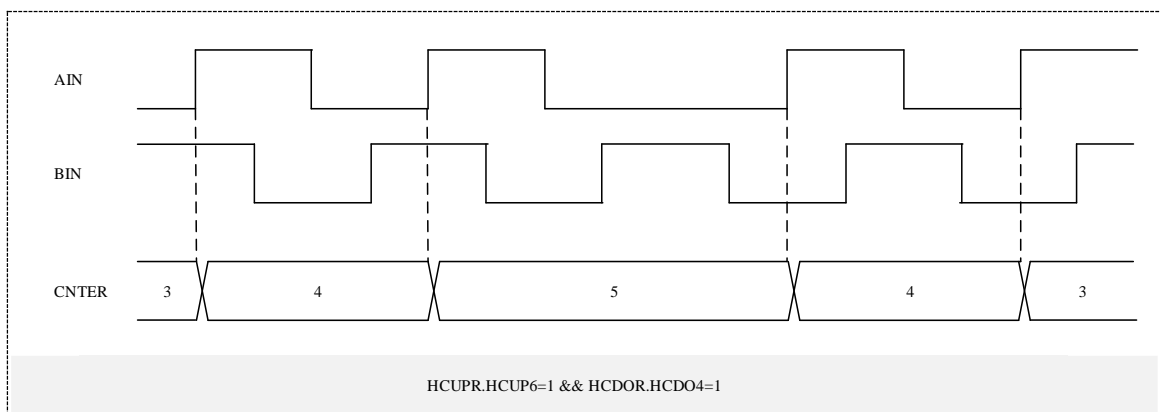 AIN
BIN
CNTER 3 4 5 4 3
HCUPR.HCUP6=1 && HCDOR.HCDO4=1